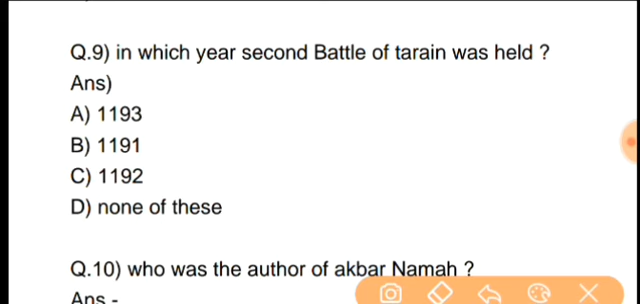 Q.9) in which year second Battle of tarain was held ?
Ans)
A) 1193
B) 1191
C) 1192
D) none of these
Q.10) who was the author of akbar Namah ?
Ans -